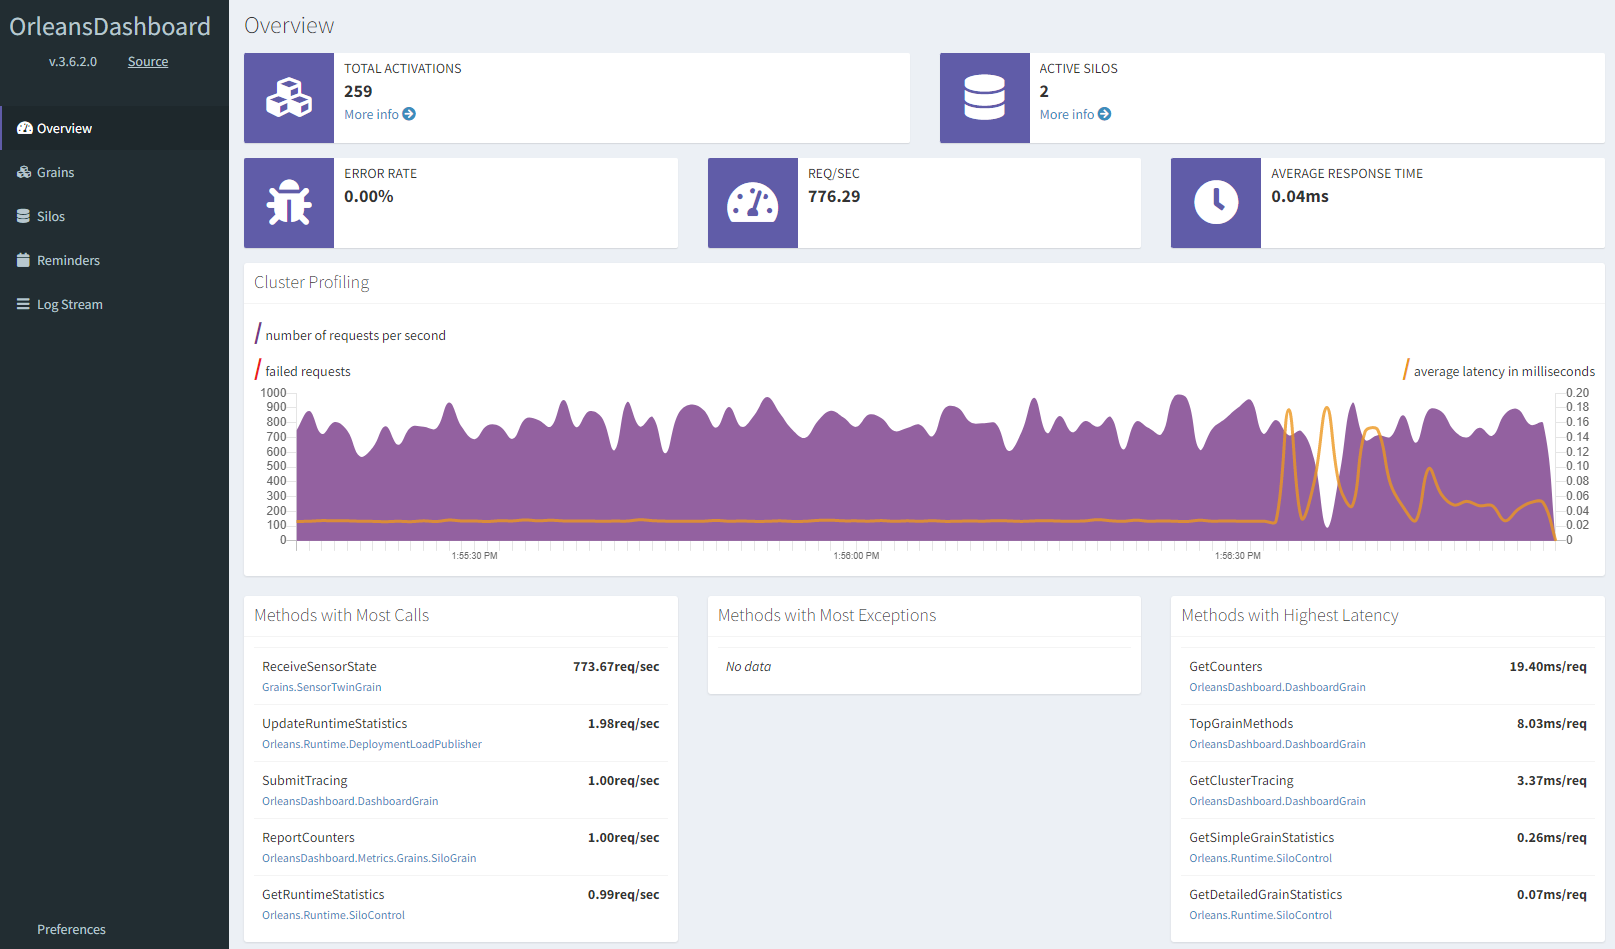 OrleansDashboard
v.3.6.2.0 Source
Overview
Grains
Silos
Reminders
Log Stream
Preferences
Overview
TOTAL ACTIVATIONS
259
More info
ACTIVE SILOS
2
More info
ERROR RATE
0.00%
REQ/SEC
776.29
AVERAGE RESPONSE TIME
0.04ms
Cluster Profiling
number of requests per second
failed requests
average latency in milliseconds
1000
900
800
700
600
500
400
300
200
100
0
0.20
0.18
0.16
0.14
0.12
0.10
0.08
0.06
0.04
0.02
0
1:55:30 PM 1:56:00 PM 1:56:30 PM
Methods with Most Calls
ReceiveSensorState 773.67req/sec
Grains.SensorTwinGrain
UpdateRuntimeStatistics 1.98req/sec
Orleans.Runtime.DeploymentLoadPublisher
SubmitTracing 1.00req/sec
OrleansDashboard.DashboardGrain
ReportCounters 1.00req/sec
OrleansDashboard.Metrics.Grains.SiloGrain
GetRuntimeStatistics 0.99req/sec
Orleans.Runtime.SiloControl
Methods with Most Exceptions
No data
Methods with Highest Latency
GetCounters 19.40ms/req
OrleansDashboard.DashboardGrain
TopGrainMethods 8.03ms/req
OrleansDashboard.DashboardGrain
GetClusterTracing 3.37ms/req
OrleansDashboard.DashboardGrain
GetSimpleGrainStatistics 0.26ms/req
Orleans.Runtime.SiloControl
GetDetailedGrainStatistics 0.07ms/req
Orleans.Runtime.SiloControl